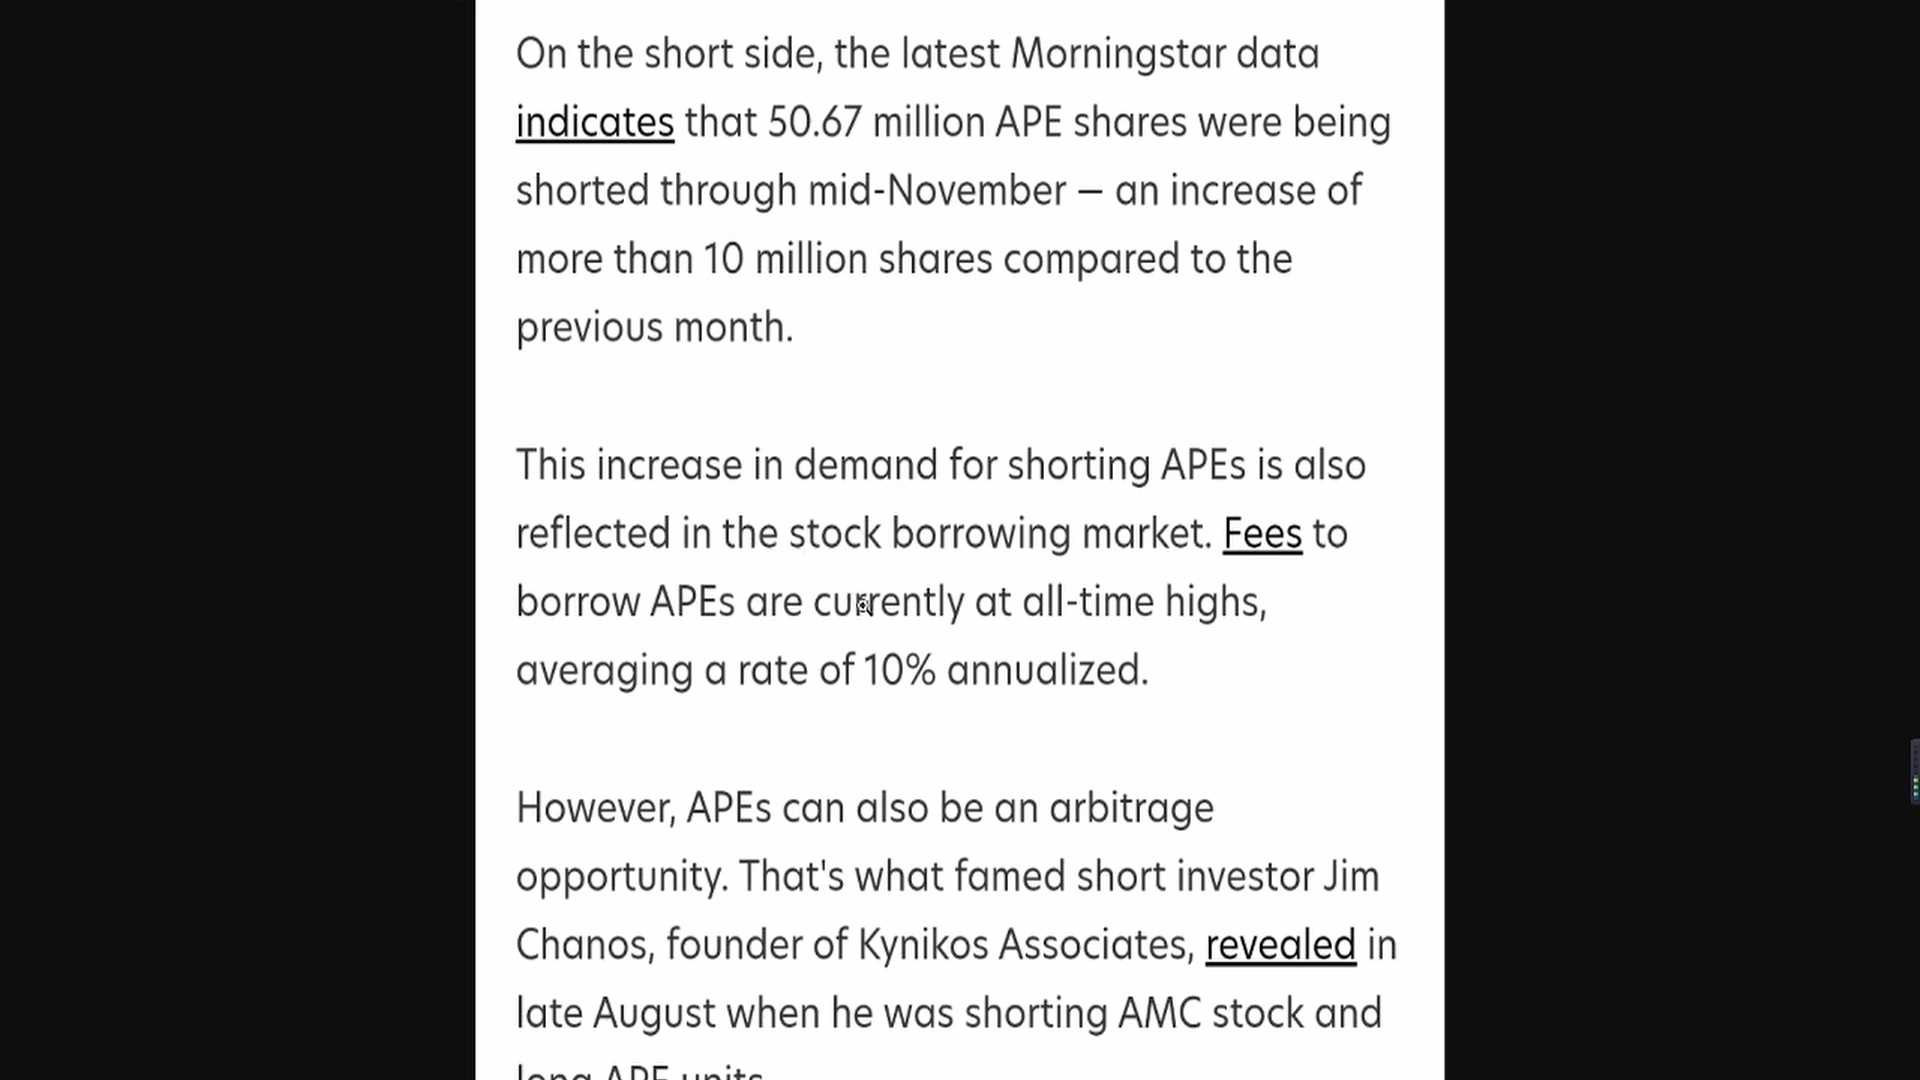 On the short side, the latest Morningstar data
indicates that 50.67 million APE shares were being
shorted through mid-November — an increase of
more than 10 million shares compared to the
previous month.
This increase in demand for shorting APEs is also
reflected in the stock borrowing market. Fees to
borrow APEs are currently at all-time highs,
averaging a rate of 10% annualized.
However, APEs can also be an arbitrage
opportunity. That's what famed short investor Jim
Chanos, founder of Kynikos Associates, revealed in
late August when he was shorting AMC stock and
long APE units